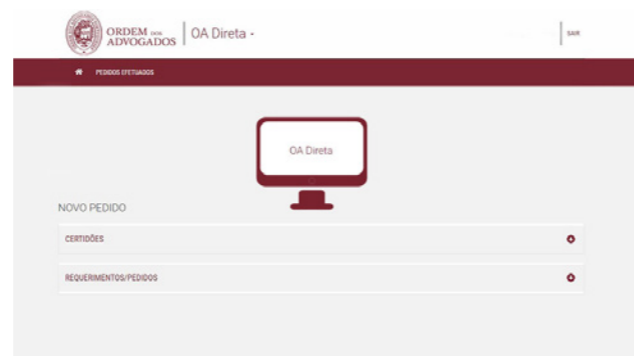 ORDEM DOS
ADVOGADOS
OA Direta -
SAIR
PEDIDOS EFETUADOS
OA Direta
NOVO PEDIDO
CERTIDÕES
REQUERIMENTOS/PEDIDOS